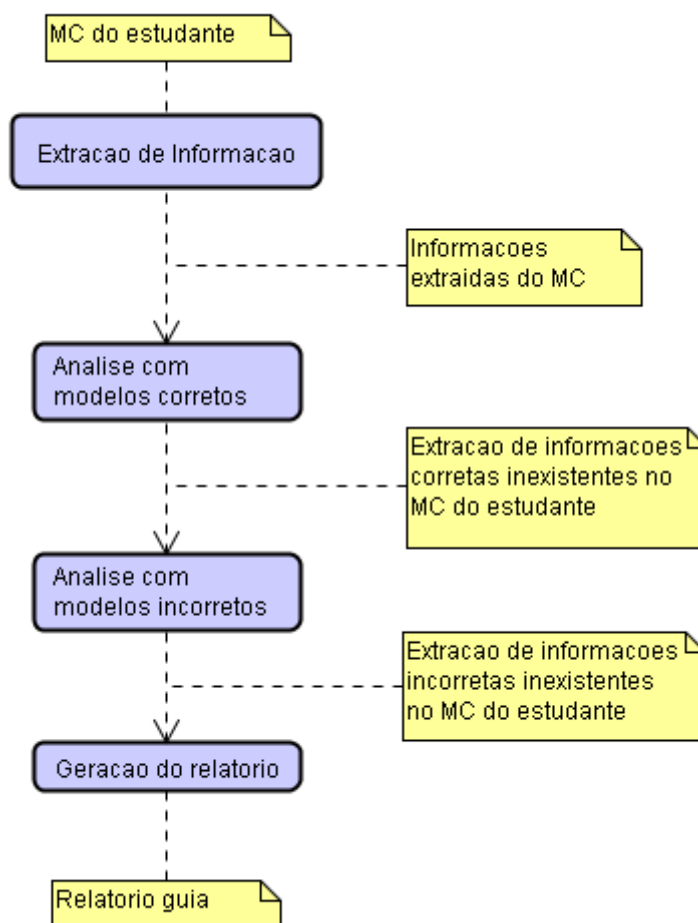 MC do estudante
Extracao de Informacao
Informacoes
extraidas do MC
Analise com
modelos corretos
Extracao de informacoes
corretas inexistentes no
MC do estudante
Analise com
modelos incorretos
Extracao de informacoes
incorretas inexistentes
no MC do estudante
Geracao do relatorio
Relatorio guia